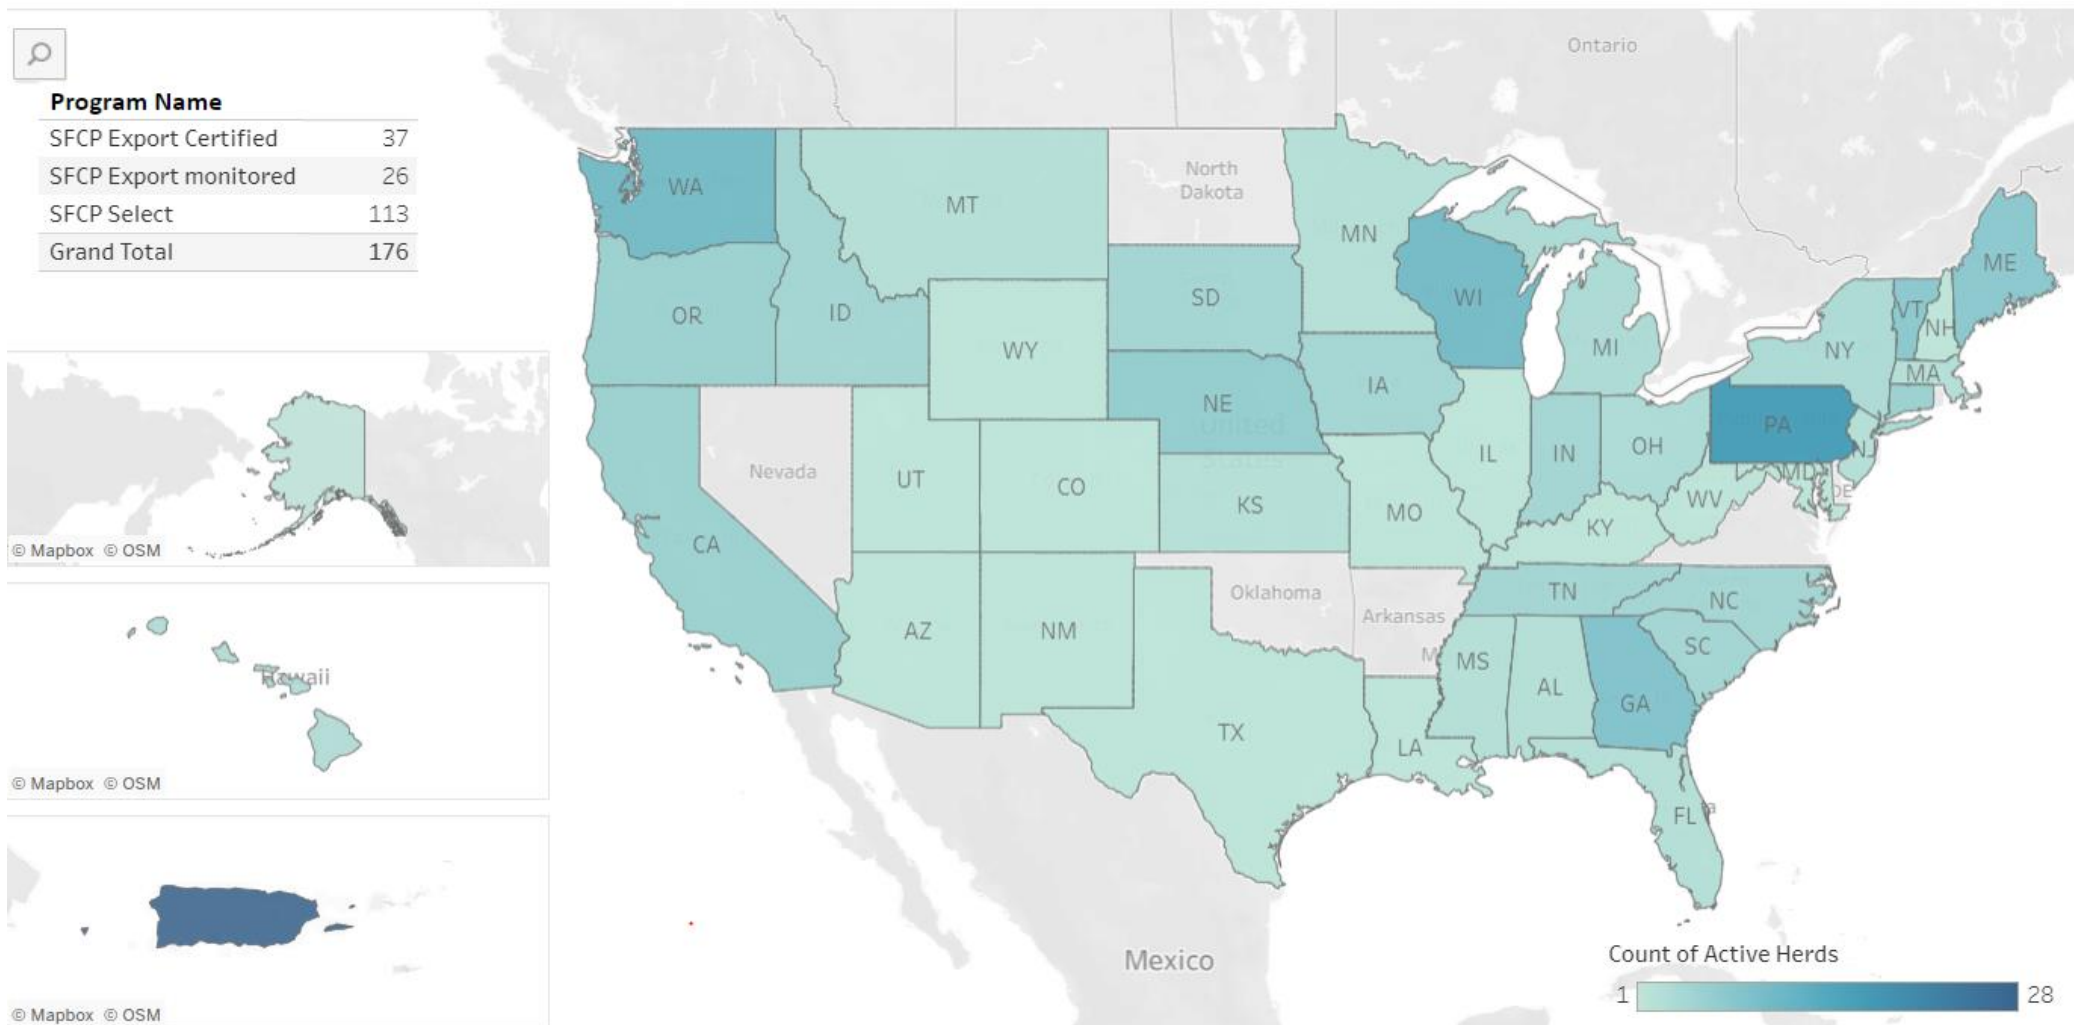 Program Name
SFCP Export Certified 37
SFCP Export monitored 26
SFCP Select 113
Grand Total 176
© Mapbox © OSM
Hawaii
© Mapbox © OSM
© Mapbox © OSM
Ontario
WA
MT
North
Dakota
MN
ME
OR
ID
WY
SD
WI
MI
VT
NH
NY
MA
IA
NE
United
States
PA
Nevada
UT
CO
KS
MO
IL
IN
OH
NJ
MD
DE
WV
KY
CA
AZ
NM
Oklahoma
Arkansas
TN
NC
MS
AL
SC
GA
TX
LA
FL
Mexico
Count of Active Herds
1 28